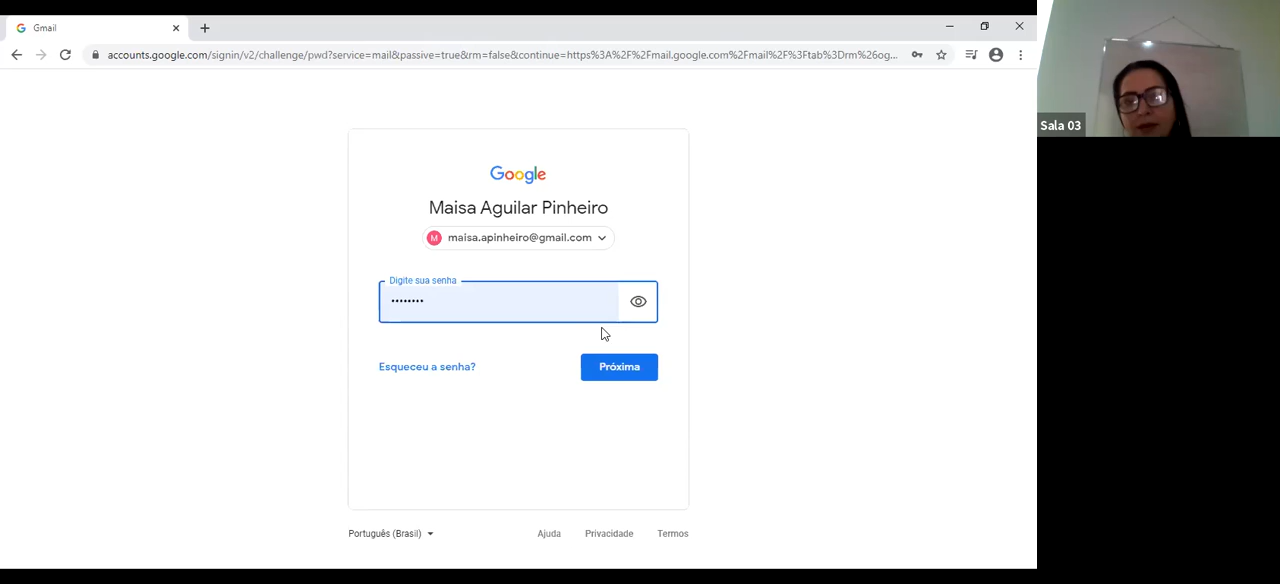 Gmail
accounts.google.com/signin/v2/challenge/pwd?service=mail&passive=true&rm=false&continue=https%3A%2F%2Fmail.google.com%2Fmail%2F%3Ftab%3Drm%26og...
Sala 03
Google
Maisa Aguilar Pinheiro
M maisa.apinheiro@gmail.com
Digite sua senha
••••••••
Esqueceu a senha? Próxima
Português (Brasil) Ajuda Privacidade Termos